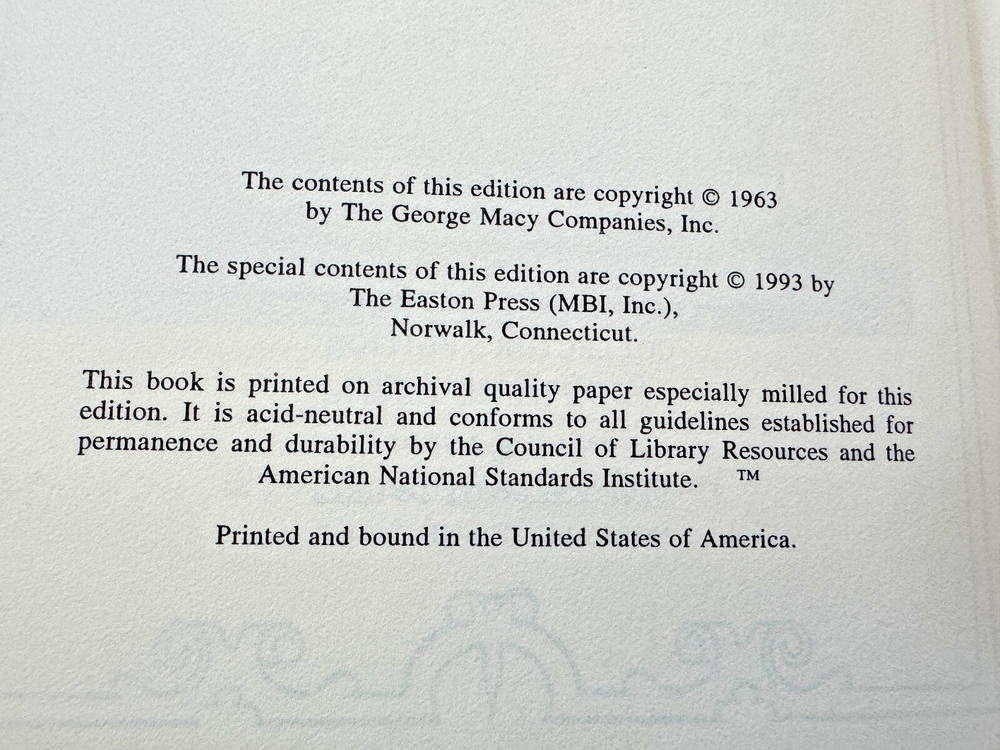 The contents of this edition are copyright © 1963
by The George Macy Companies, Inc.
The special contents of this edition are copyright © 1993 by
The Easton Press (MBI, Inc.),
Norwalk, Connecticut.
This book is printed on archival quality paper especially milled for this
edition. It is acid-neutral and conforms to all guidelines established for
permanence and durability by the Council of Library Resources and the
American National Standards Institute. ™
Printed and bound in the United States of America.